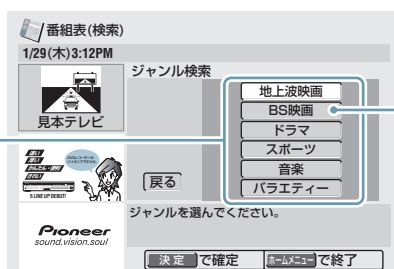 番組表(検索)
1/29(木)3:12PM
見本テレビ
ジャンル検索
地上波映画
BS映画
ドラマ
スポーツ
音楽
バラエティー
戻る
5 LINE UP DEBUT!
Pioneer
sound.vision.soul
ジャンルを選んでください。
決定 で確定
ホームメニュー で終了